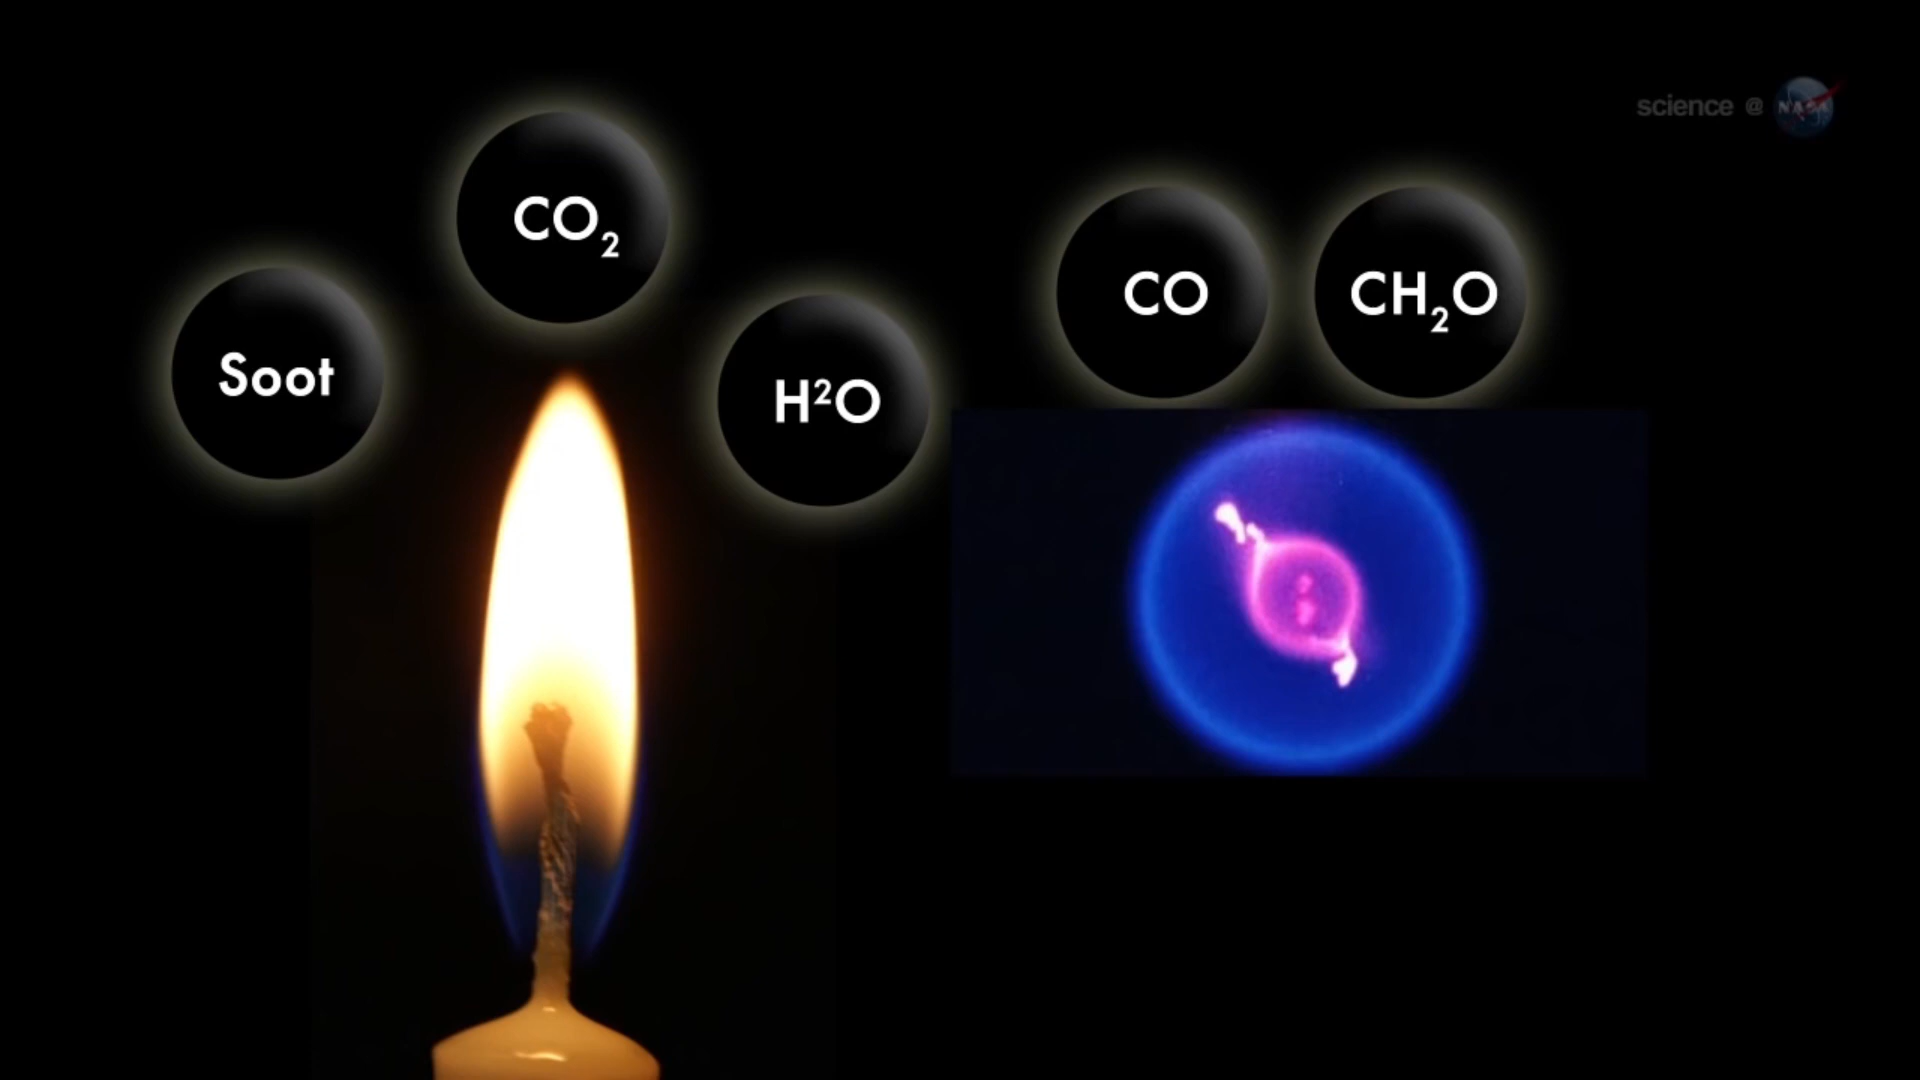 science @ NASA
CO₂
Soot
H²O
CO
CH₂O